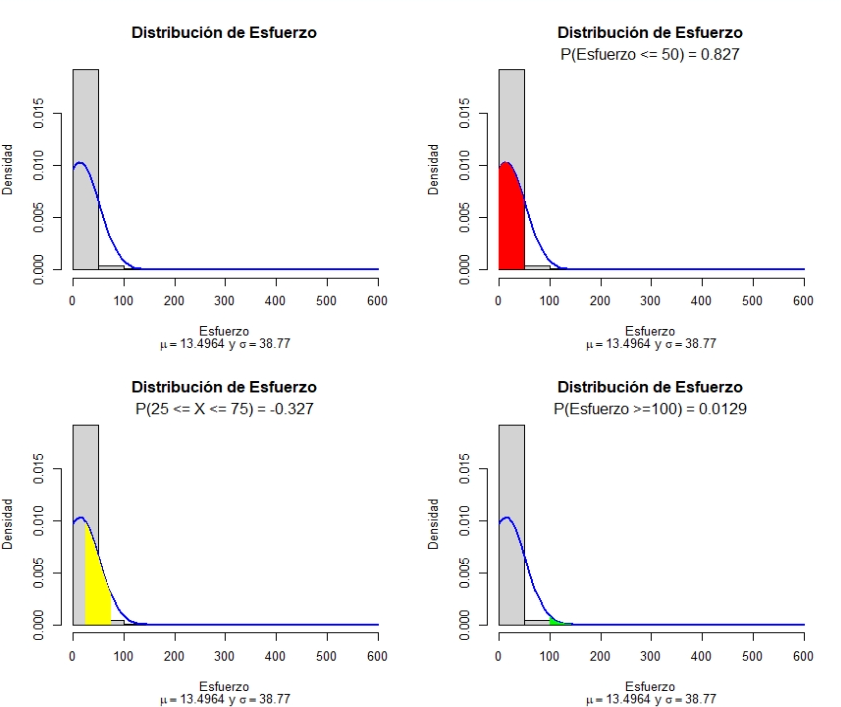 Distribución de Esfuerzo
Densidad
0.000 0.005 0.010 0.015
0 100 200 300 400 500 600
Esfuerzo
μ = 13.4964 y σ = 38.77
Distribución de Esfuerzo
P(Esfuerzo <= 50) = 0.827
Densidad
0.000 0.005 0.010 0.015
0 100 200 300 400 500 600
Esfuerzo
μ = 13.4964 y σ = 38.77
Distribución de Esfuerzo
P(25 <= X <= 75) = -0.327
Densidad
0.000 0.005 0.010 0.015
0 100 200 300 400 500 600
Esfuerzo
μ = 13.4964 y σ = 38.77
Distribución de Esfuerzo
P(Esfuerzo >=100) = 0.0129
Densidad
0.000 0.005 0.010 0.015
0 100 200 300 400 500 600
Esfuerzo
μ = 13.4964 y σ = 38.77